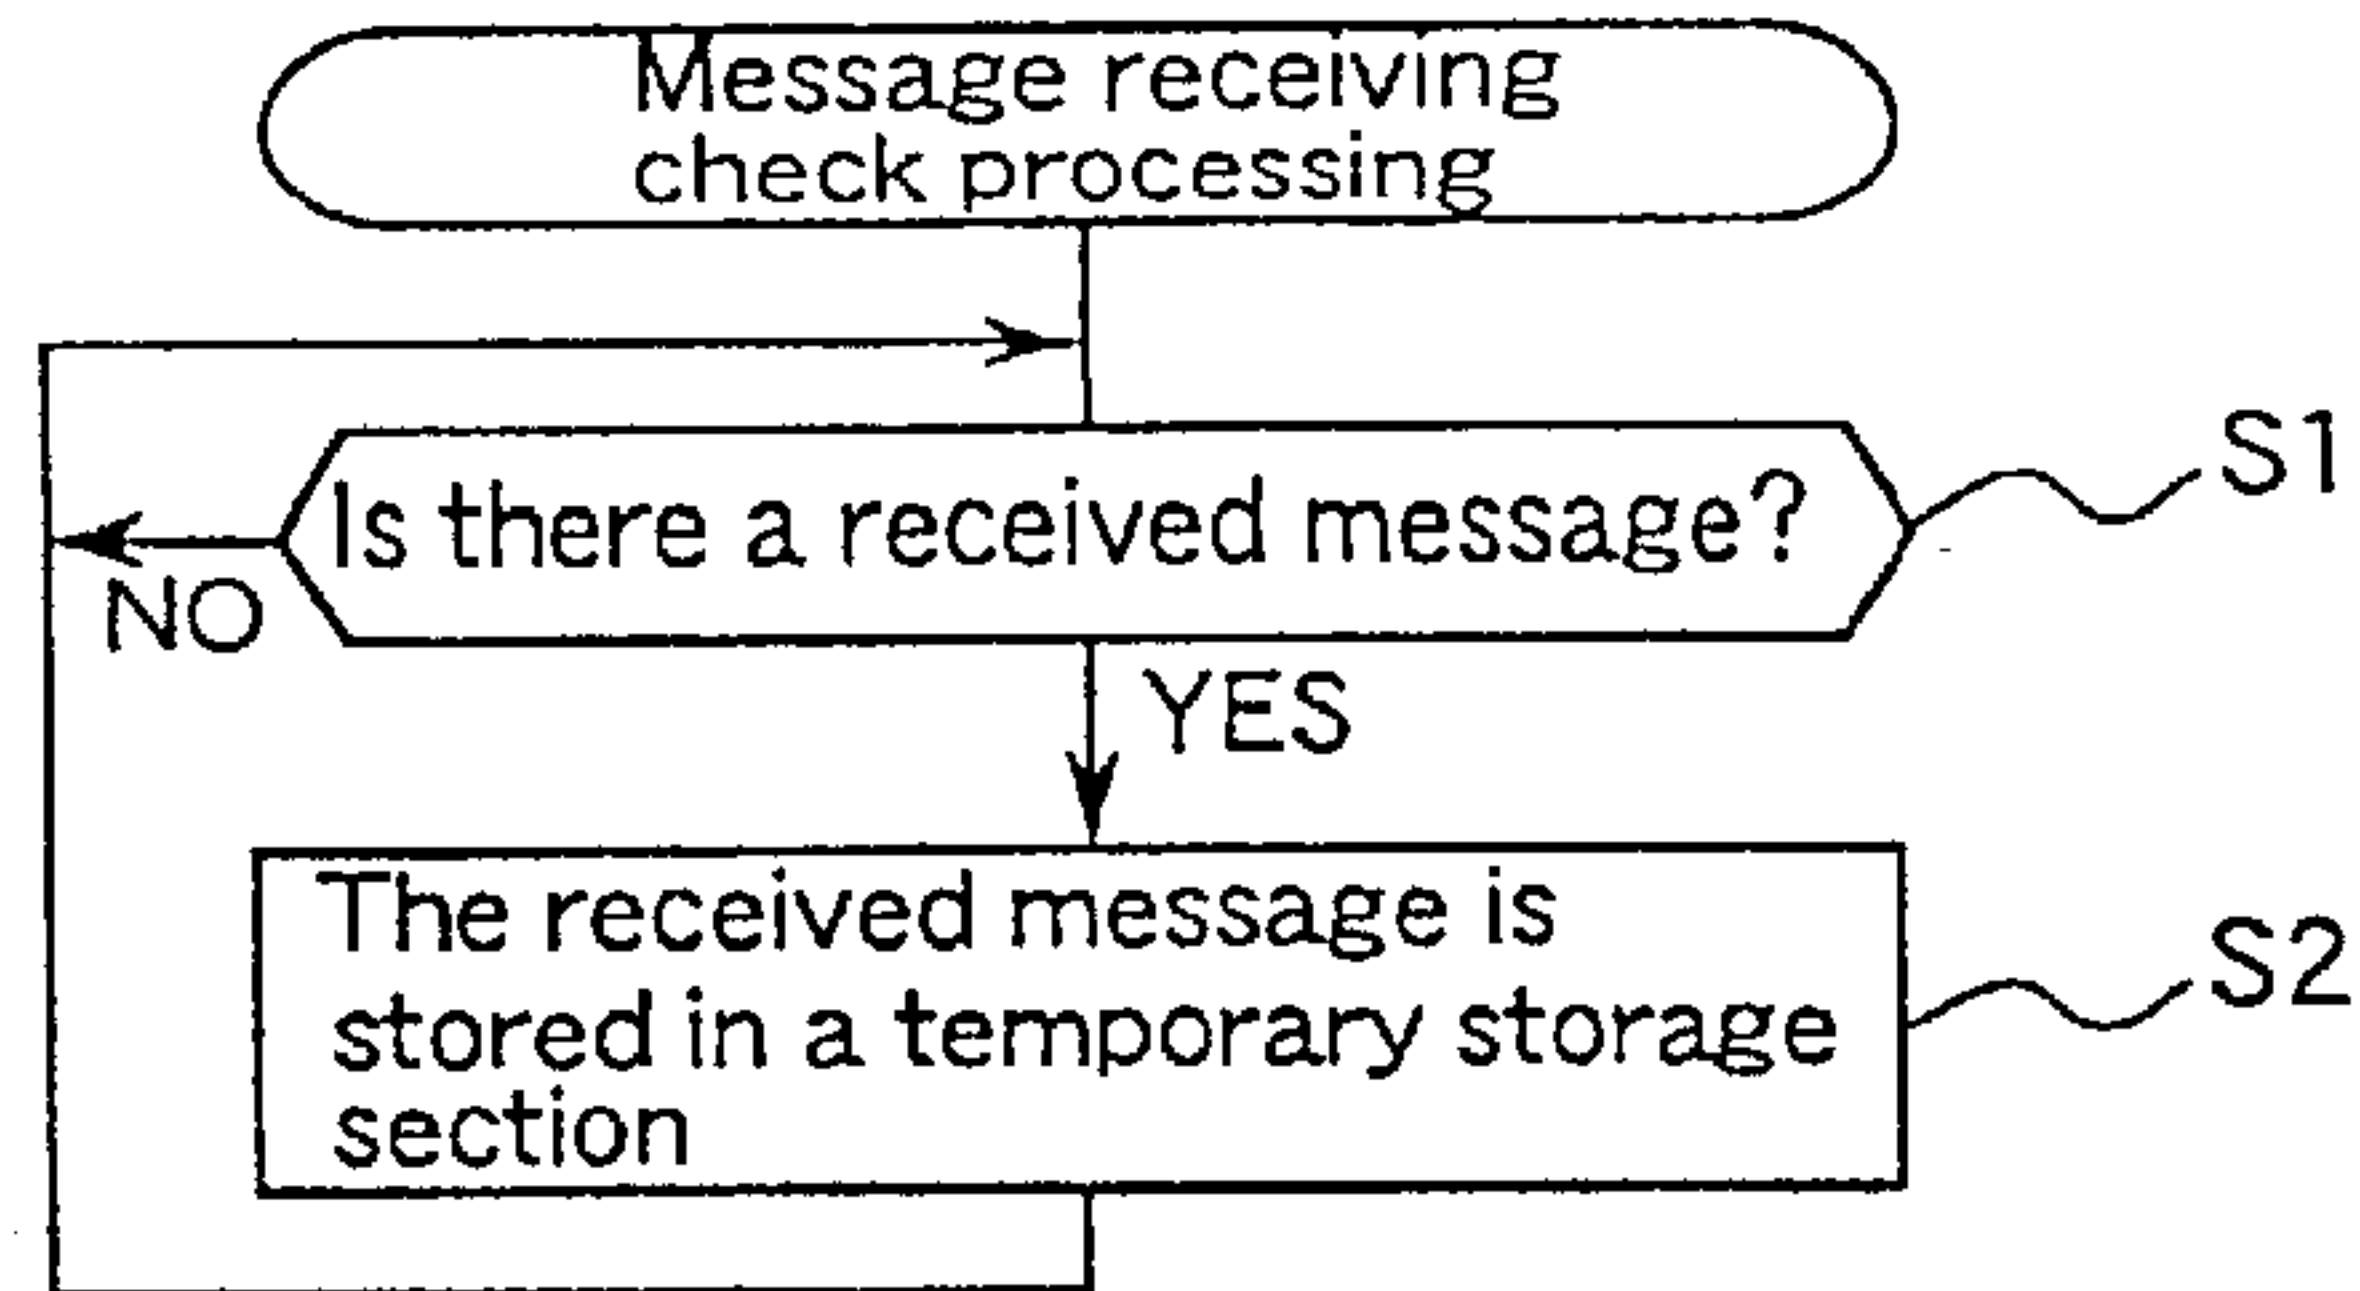 Message receiving
check processing
Is there a received message?
S1
NO
YES
The received message is
stored in a temporary storage
section
S2